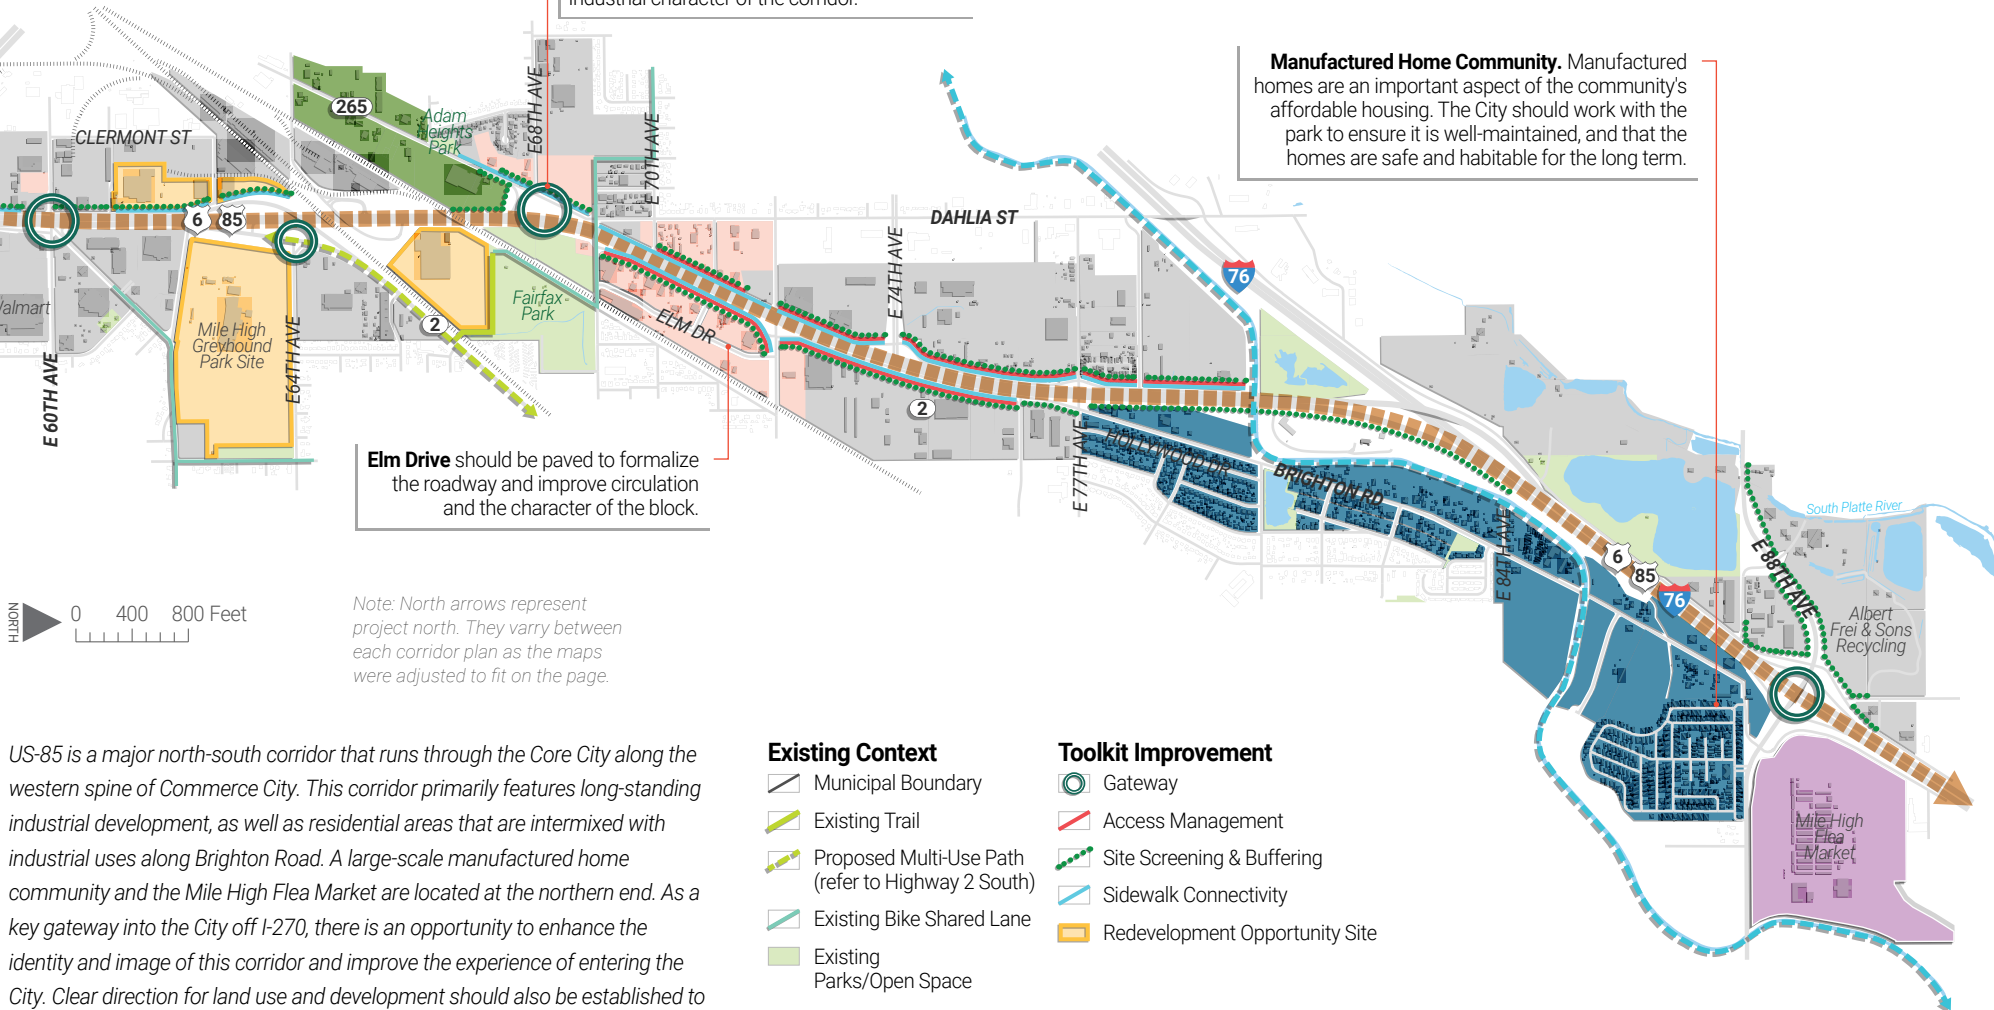 industrial character of the corridor.
Manufactured Home Community. Manufactured
homes are an important aspect of the community's
affordable housing. The City should work with the
park to ensure it is well-maintained, and that the
homes are safe and habitable for the long term.
265
Adam
Heights
Park
E68TH AVE
E 70TH AVE
CLERMONT ST
DAHLIA ST
E 74TH AVE
76
6
85
Walmart
Mile High
Greyhound
Park Site
E64TH AVE
E 60TH AVE
2
Fairfax
Park
ELM DR
2
E 77TH AVE
HOLLYWOOD DR
BRIGHTON RD
E 84TH AVE
6
85
76
South Platte River
E 88TH AVE
Albert
Frei & Sons
Recycling
Mile High
Flea
Market
Elm Drive should be paved to formalize
the roadway and improve circulation
and the character of the block.
NORTH
0 400 800 Feet
Note: North arrows represent
project north. They varry between
each corridor plan as the maps
were adjusted to fit on the page.
US-85 is a major north-south corridor that runs through the Core City along the
western spine of Commerce City. This corridor primarily features long-standing
industrial development, as well as residential areas that are intermixed with
industrial uses along Brighton Road. A large-scale manufactured home
community and the Mile High Flea Market are located at the northern end. As a
key gateway into the City off I-270, there is an opportunity to enhance the
identity and image of this corridor and improve the experience of entering the
City. Clear direction for land use and development should also be established to
Existing Context
Municipal Boundary
Existing Trail
Proposed Multi-Use Path
(refer to Highway 2 South)
Existing Bike Shared Lane
Existing
Parks/Open Space
Toolkit Improvement
Gateway
Access Management
Site Screening & Buffering
Sidewalk Connectivity
Redevelopment Opportunity Site